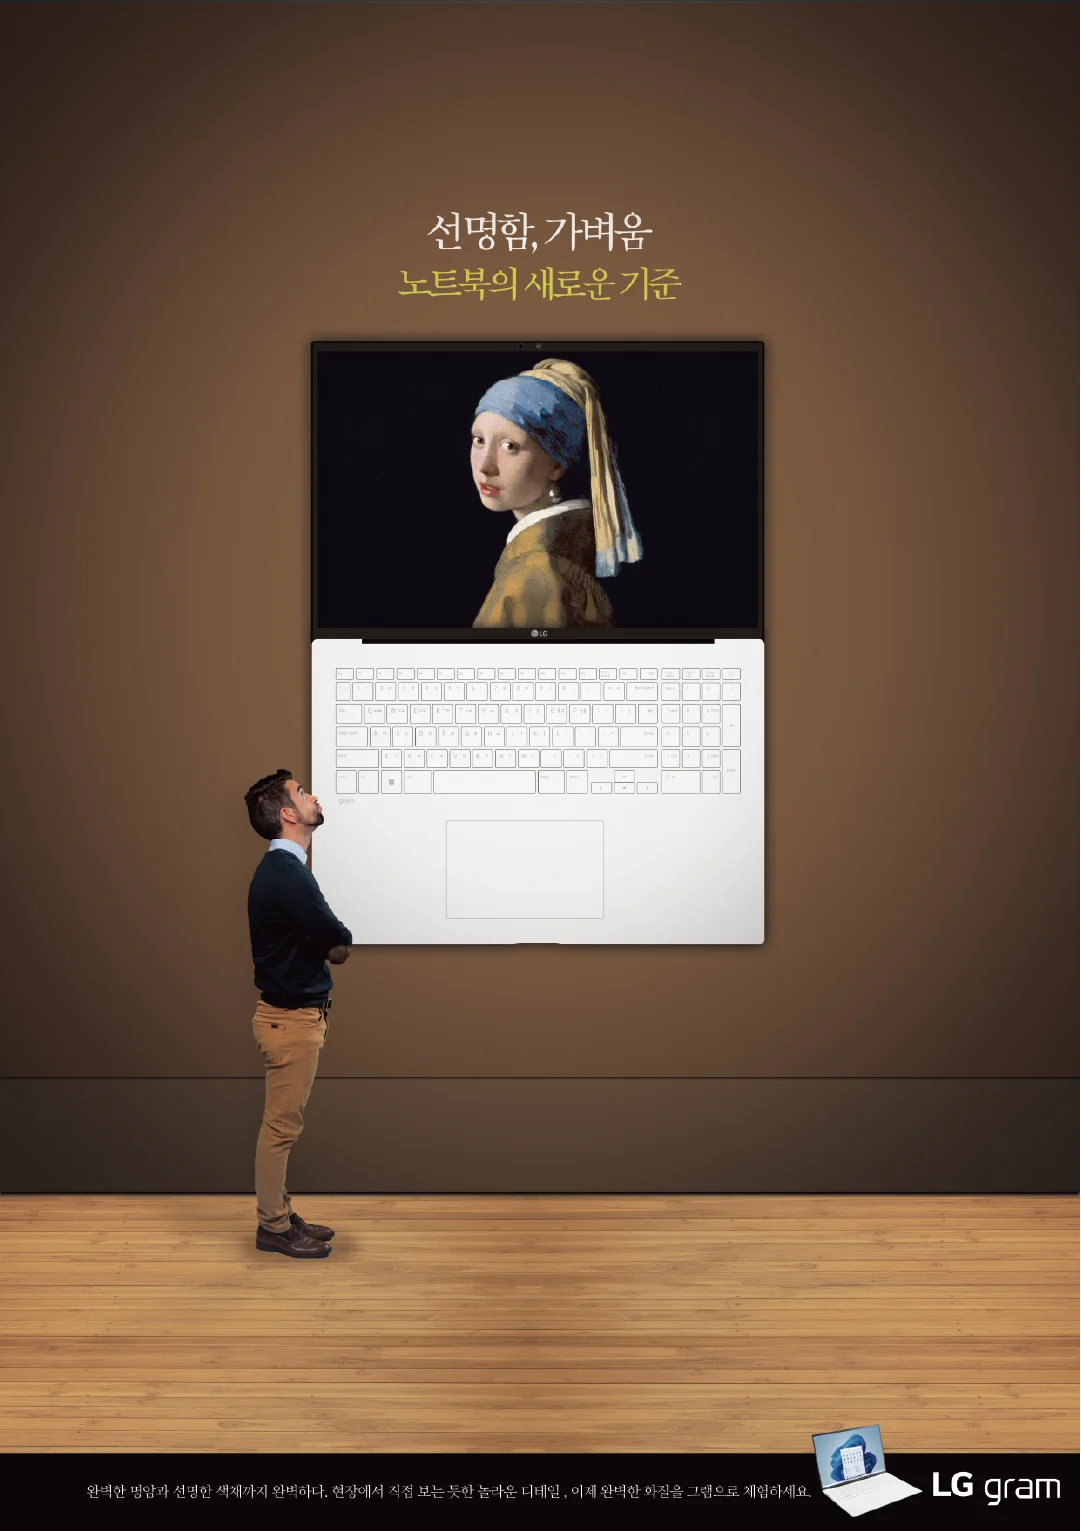 선명함, 가벼움
노트북의 새로운 기준
LG
gram
완벽한 명암과 선명한 색채까지 완벽하다. 현장에서 직접 보는 듯한 놀라운 디테일 , 이제 완벽한 화질을 그램으로 체험하세요.
LG gram